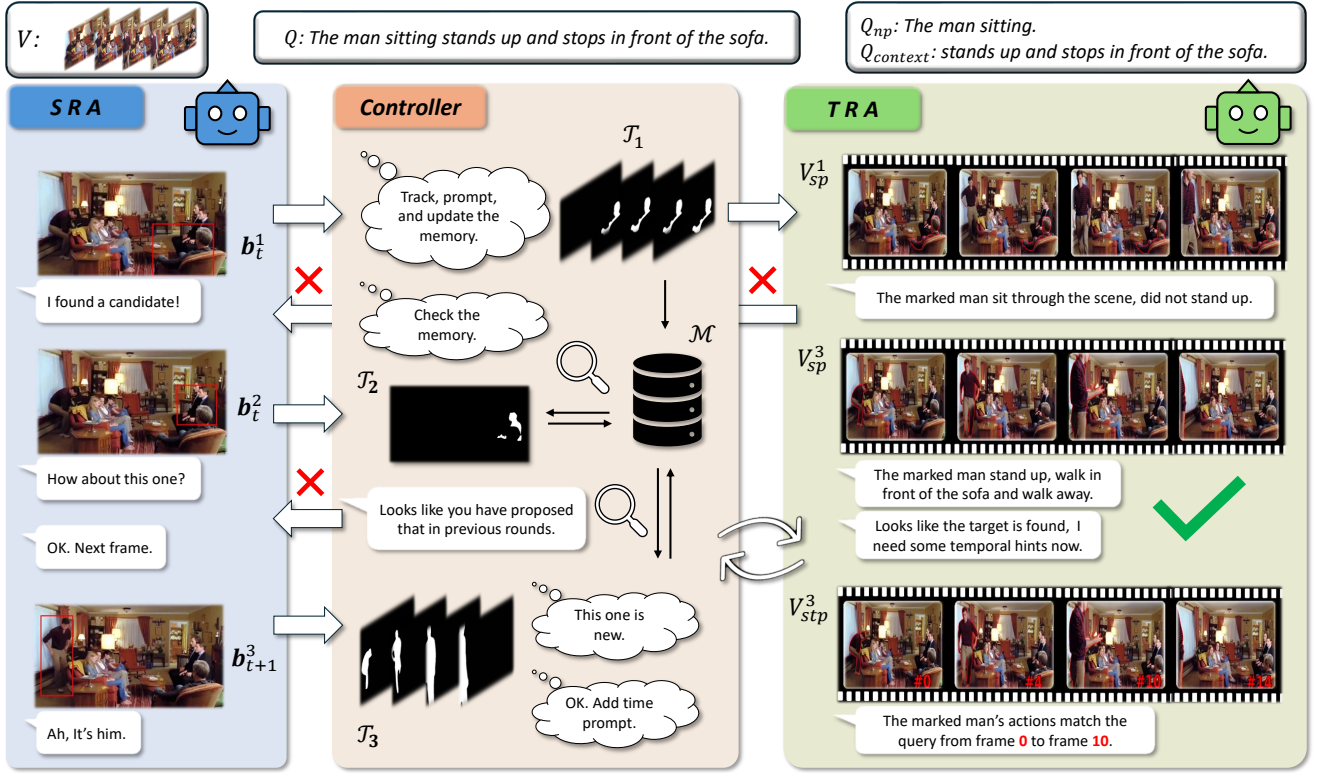 V:
Q: The man sitting stands up and stops in front of the sofa.
Q_np: The man sitting.
Q_context: stands up and stops in front of the sofa.
S R A
b_t^1
I found a candidate!
b_t^2
How about this one?
OK. Next frame.
b_{t+1}^3
Ah, It's him.
Controller
Track, prompt,
and update the
memory.
𝒯_1
Check the
memory.
ℳ
𝒯_2
Looks like you have proposed
that in previous rounds.
This one is
new.
OK. Add time
prompt.
𝒯_3
T R A
V_{sp}^1
The marked man sit through the scene, did not stand up.
V_{sp}^3
The marked man stand up, walk in
front of the sofa and walk away.
Looks like the target is found, I
need some temporal hints now.
V_{stp}^3
#0 #4 #10 #14
The marked man's actions match the
query from frame 0 to frame 10.